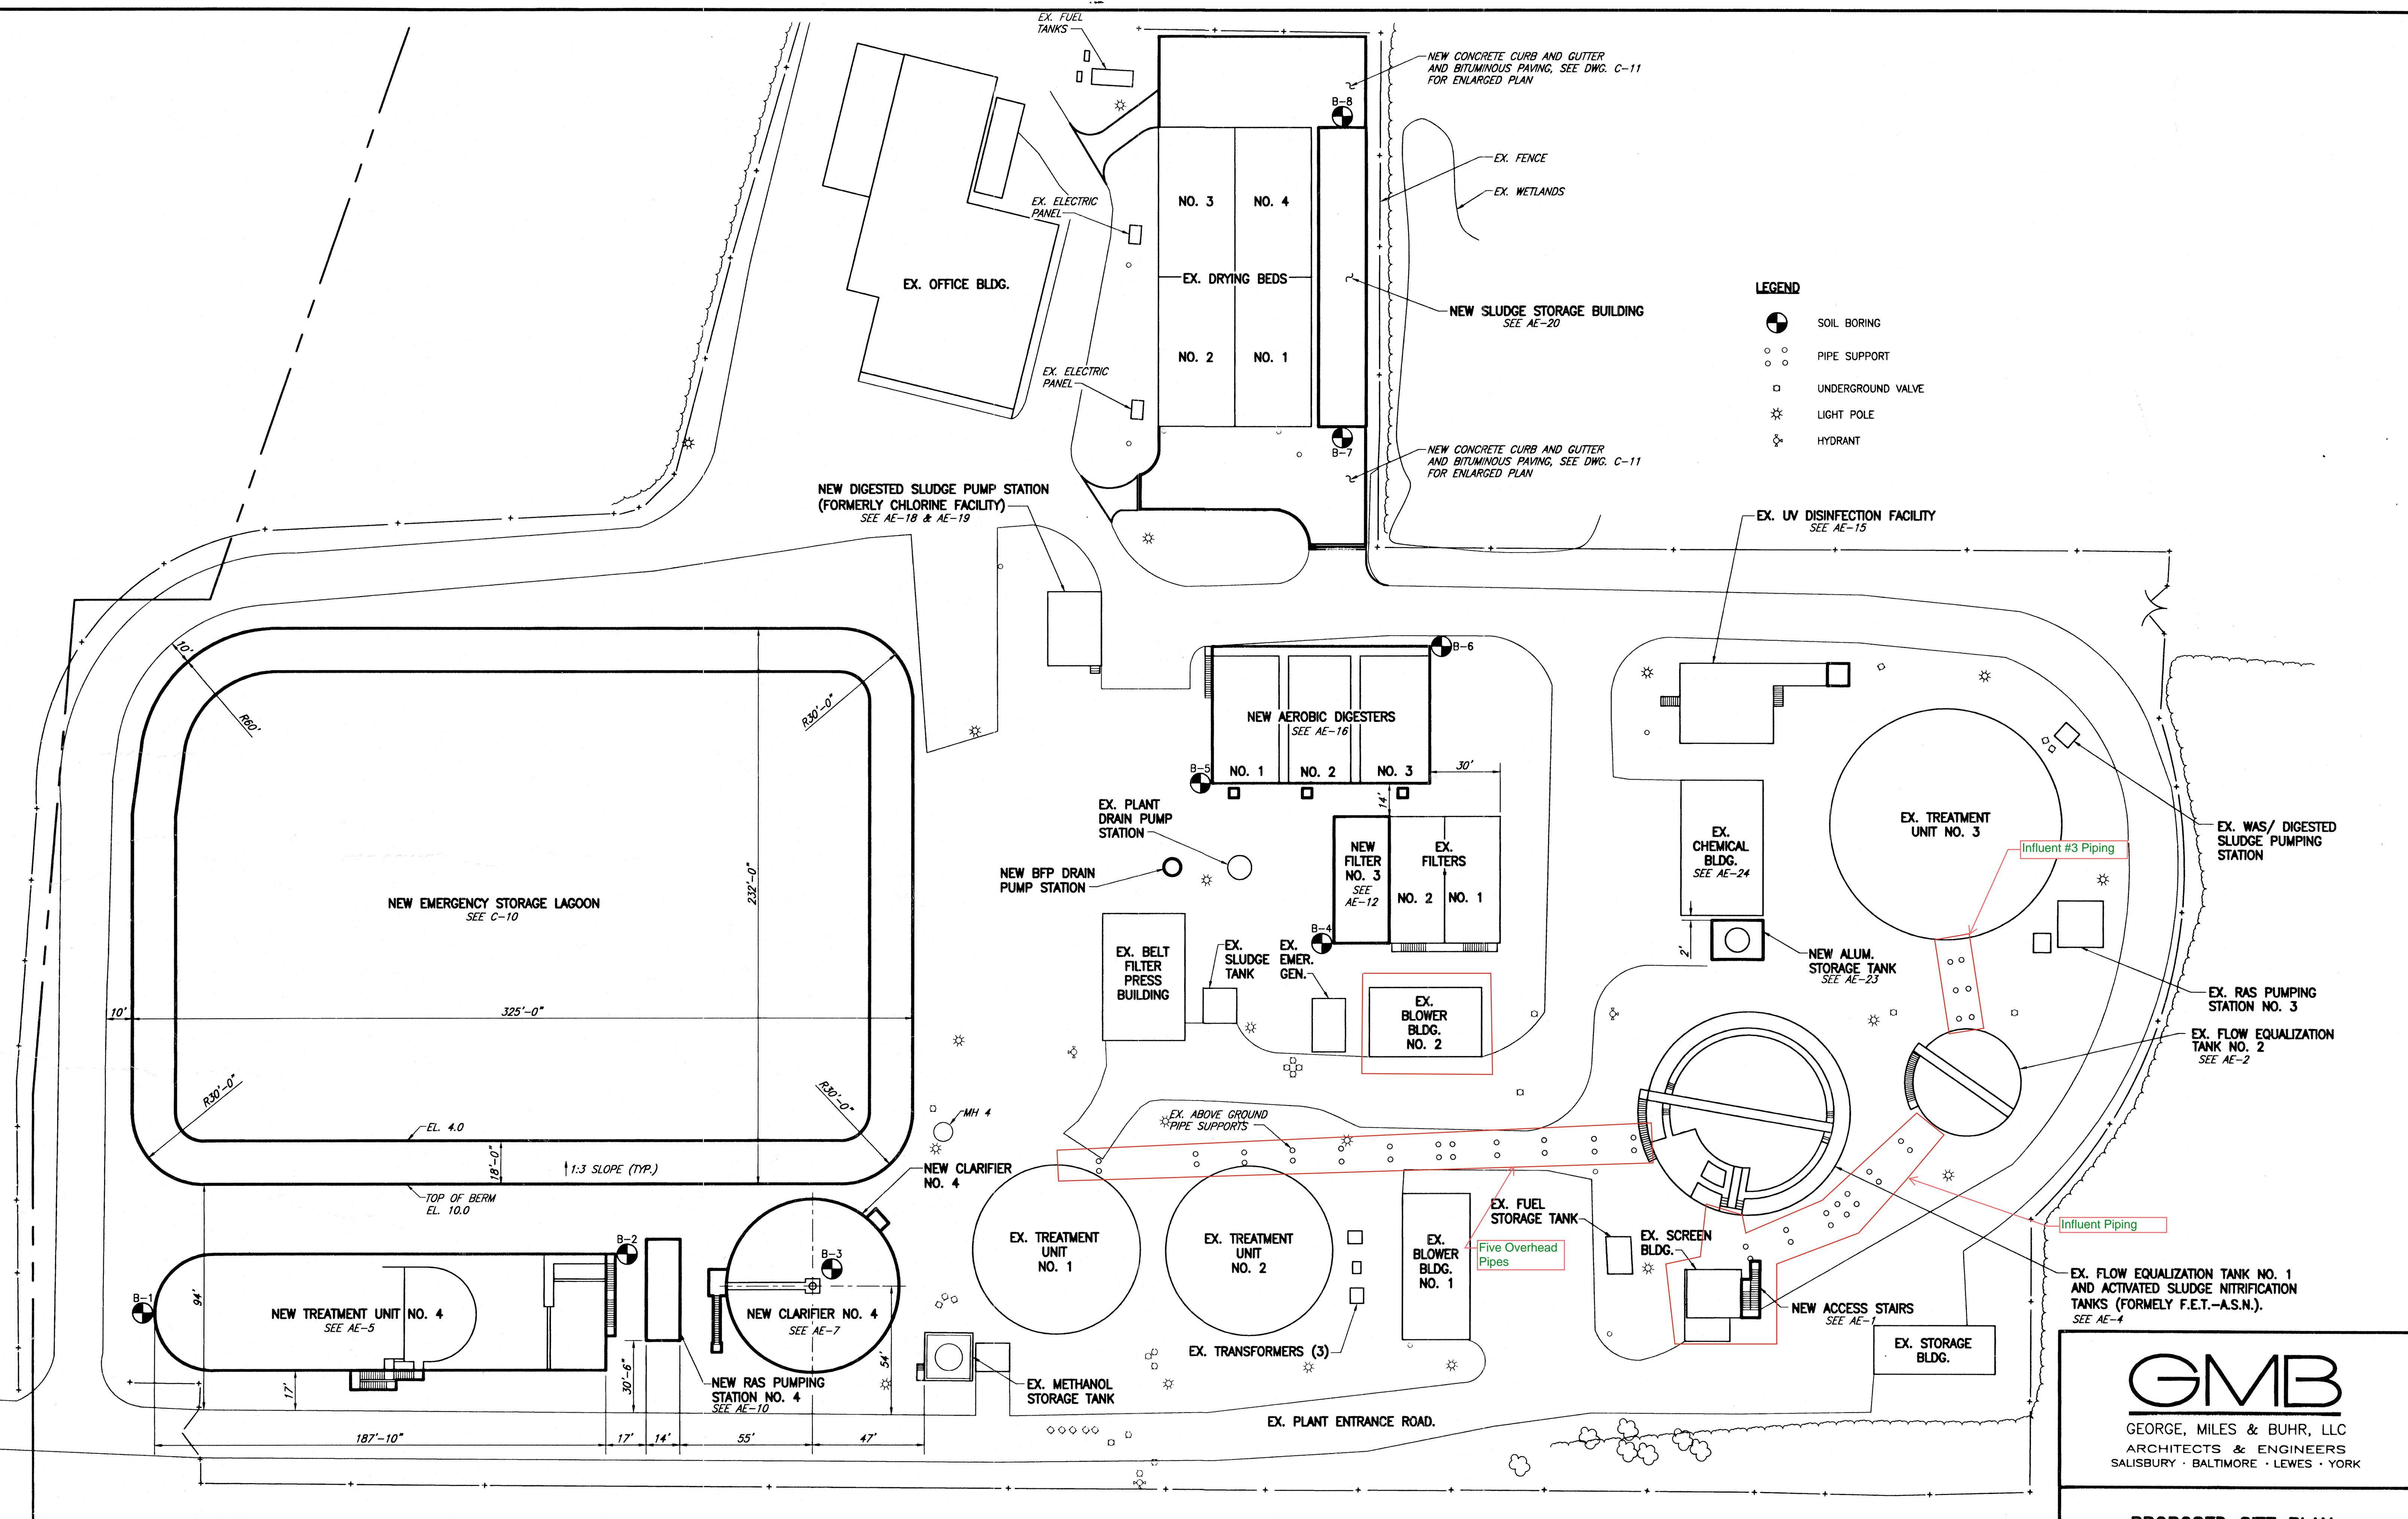 EX. FUEL
TANKS
NEW CONCRETE CURB AND GUTTER
AND BITUMINOUS PAVING, SEE DWG. C-11
FOR ENLARGED PLAN
B-8
EX. FENCE
EX. WETLANDS
NO. 3
NO. 4
EX. ELECTRIC
PANEL
EX. OFFICE BLDG.
EX. DRYING BEDS
NEW SLUDGE STORAGE BUILDING
SEE AE-20
NO. 2
NO. 1
EX. ELECTRIC
PANEL
B-7
NEW CONCRETE CURB AND GUTTER
AND BITUMINOUS PAVING, SEE DWG. C-11
FOR ENLARGED PLAN
LEGEND
SOIL BORING
PIPE SUPPORT
UNDERGROUND VALVE
LIGHT POLE
HYDRANT
NEW DIGESTED SLUDGE PUMP STATION
(FORMERLY CHLORINE FACILITY)
SEE AE-18 & AE-19
EX. UV DISINFECTION FACILITY
SEE AE-15
10'
R60'
R30'-0"
B-6
NEW AEROBIC DIGESTERS
SEE AE-16
B-5
NO. 1
NO. 2
NO. 3
30'
14'
EX. PLANT
DRAIN PUMP
STATION
NEW BFP DRAIN
PUMP STATION
NEW
FILTER
NO. 3
SEE
AE-12
EX.
FILTERS
NO. 2
NO. 1
EX.
CHEMICAL
BLDG.
SEE AE-24
EX. TREATMENT
UNIT NO. 3
Influent #3 Piping
EX. WAS/ DIGESTED
SLUDGE PUMPING
STATION
232'-0"
NEW EMERGENCY STORAGE LAGOON
SEE C-10
325'-0"
10'
B-4
EX. BELT
FILTER
PRESS
BUILDING
EX.
SLUDGE
TANK
EX.
EMER.
GEN.
EX.
BLOWER
BLDG.
NO. 2
2'
NEW ALUM.
STORAGE TANK
SEE AE-23
EX. RAS PUMPING
STATION NO. 3
EX. FLOW EQUALIZATION
TANK NO. 2
SEE AE-2
R30'-0"
R30'-0"
EL. 4.0
18'-0"
1:3 SLOPE (TYP.)
TOP OF BERM
EL. 10.0
MH 4
EX. ABOVE GROUND
PIPE SUPPORTS
NEW CLARIFIER
NO. 4
B-1
94'
NEW TREATMENT UNIT NO. 4
SEE AE-5
B-2
B-3
NEW CLARIFIER NO. 4
SEE AE-7
EX. TREATMENT
UNIT
NO. 1
EX. TREATMENT
UNIT
NO. 2
EX.
BLOWER
BLDG.
NO. 1
Five Overhead
Pipes
EX. FUEL
STORAGE TANK
EX. SCREEN
BLDG.
Influent Piping
NEW ACCESS STAIRS
SEE AE-1
EX. FLOW EQUALIZATION TANK NO. 1
AND ACTIVATED SLUDGE NITRIFICATION
TANKS (FORMELY F.E.T.-A.S.N.).
SEE AE-4
EX. STORAGE
BLDG.
EX. TRANSFORMERS (3)
17'
30'-6"
54'
NEW RAS PUMPING
STATION NO. 4
SEE AE-10
EX. METHANOL
STORAGE TANK
EX. PLANT ENTRANCE ROAD.
187'-10"
17'
14'
55'
47'
GMB
GEORGE, MILES & BUHR, LLC
ARCHITECTS & ENGINEERS
SALISBURY · BALTIMORE · LEWES · YORK